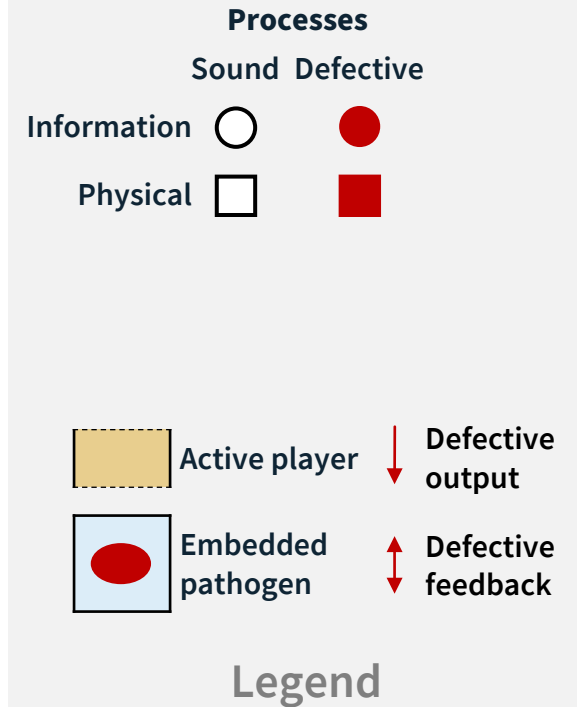 Processes
Sound Defective
Information
Physical
Active player
Defective
output
Embedded
pathogen
Defective
feedback
Legend